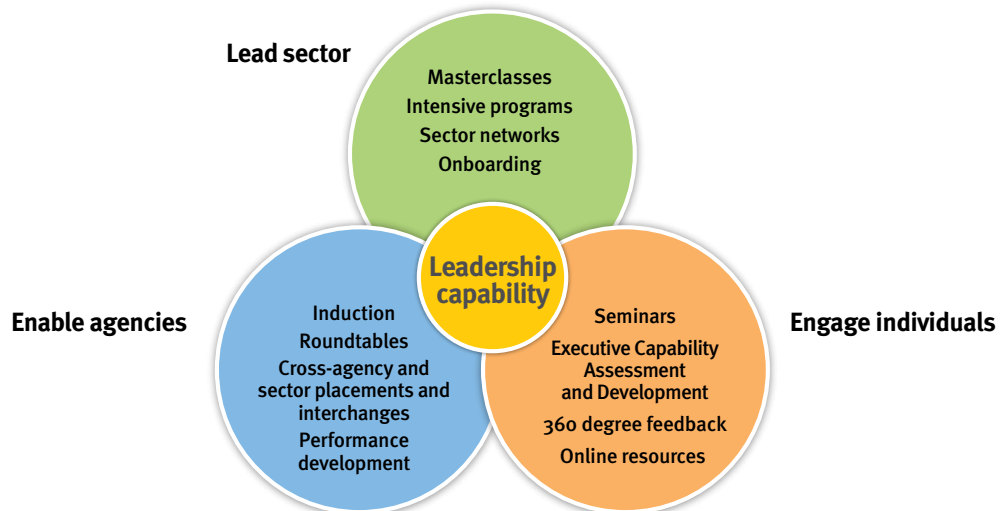 Lead sector
Masterclasses
Intensive programs
Sector networks
Onboarding
Leadership
capability
Enable agencies
Induction
Roundtables
Cross-agency and
sector placements and
interchanges
Performance
development
Engage individuals
Seminars
Executive Capability
Assessment
and Development
360 degree feedback
Online resources